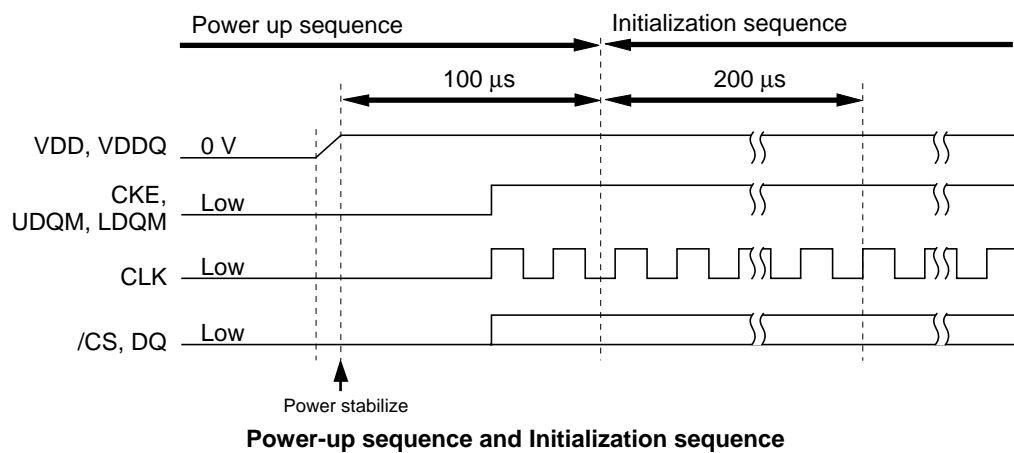 Power up sequence
Initialization sequence
100 μs
200 μs
VDD, VDDQ
0 V
CKE,
UDQM, LDQM
Low
CLK
Low
/CS, DQ
Low
Power stabilize
Power-up sequence and Initialization sequence